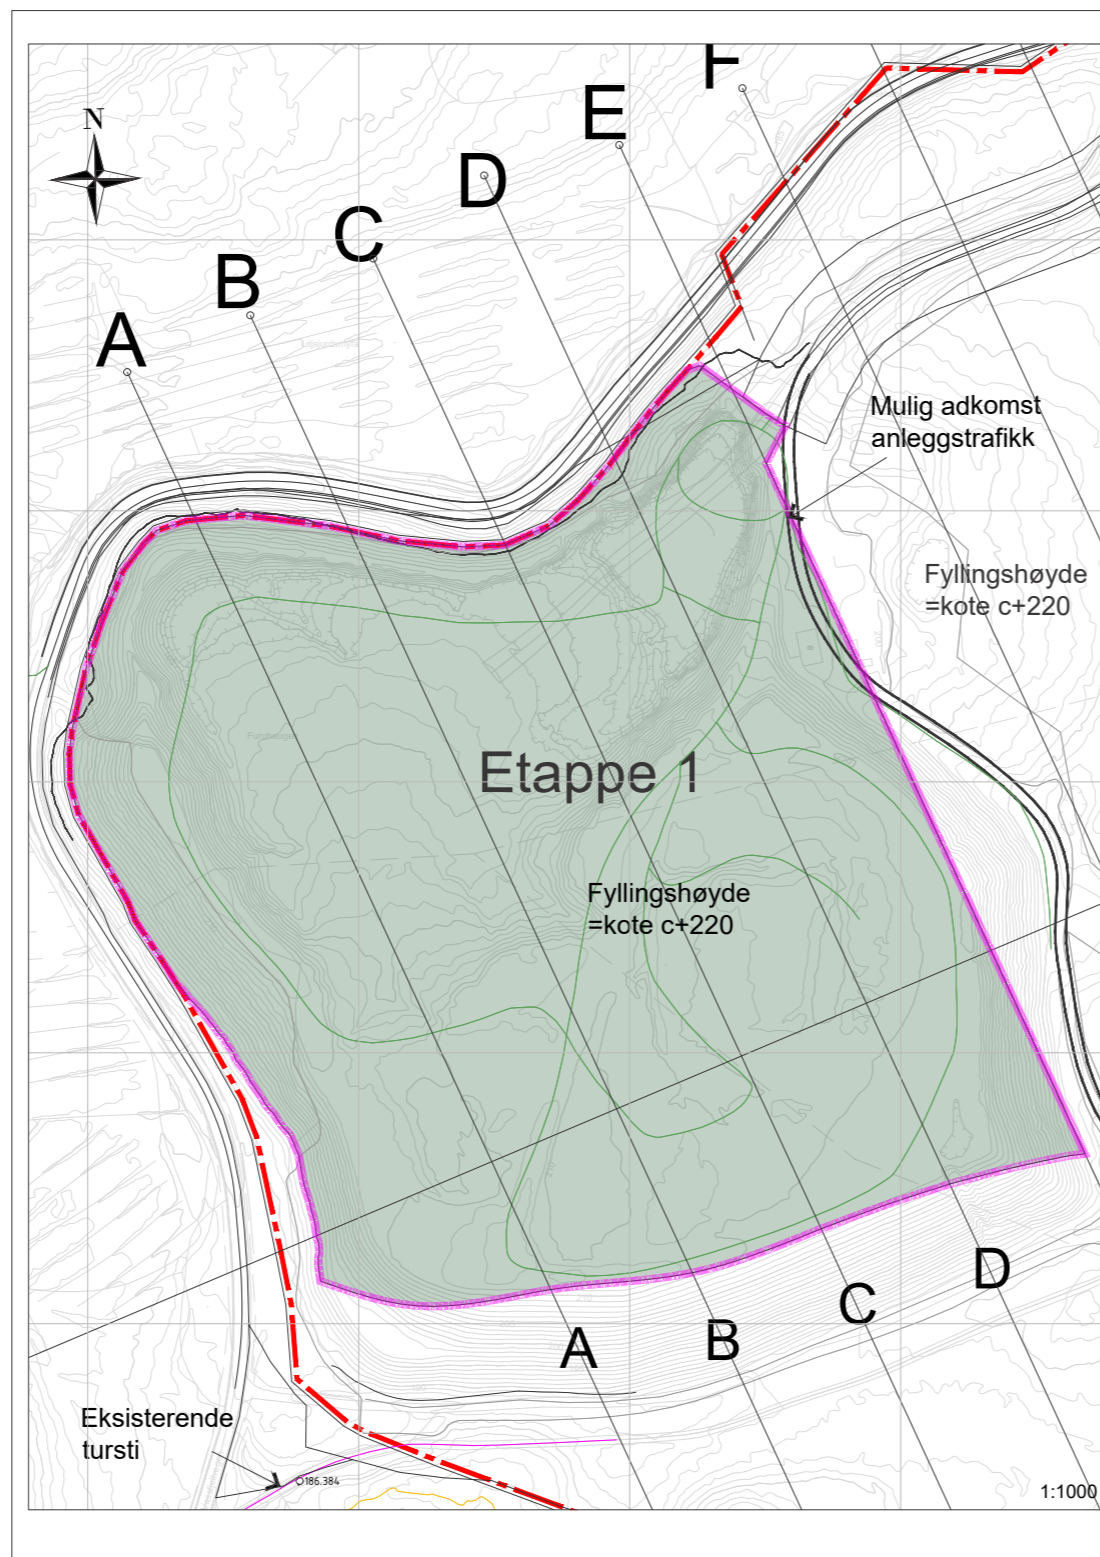 F
E
N
D
C
B
A
Mulig adkomst
anleggstrafikk
Fyllingshøyde
=kote c+220
Etappe 1
Fyllingshøyde
=kote c+220
D
C
B
A
Eksisterende
tursti
186.384
1:1000